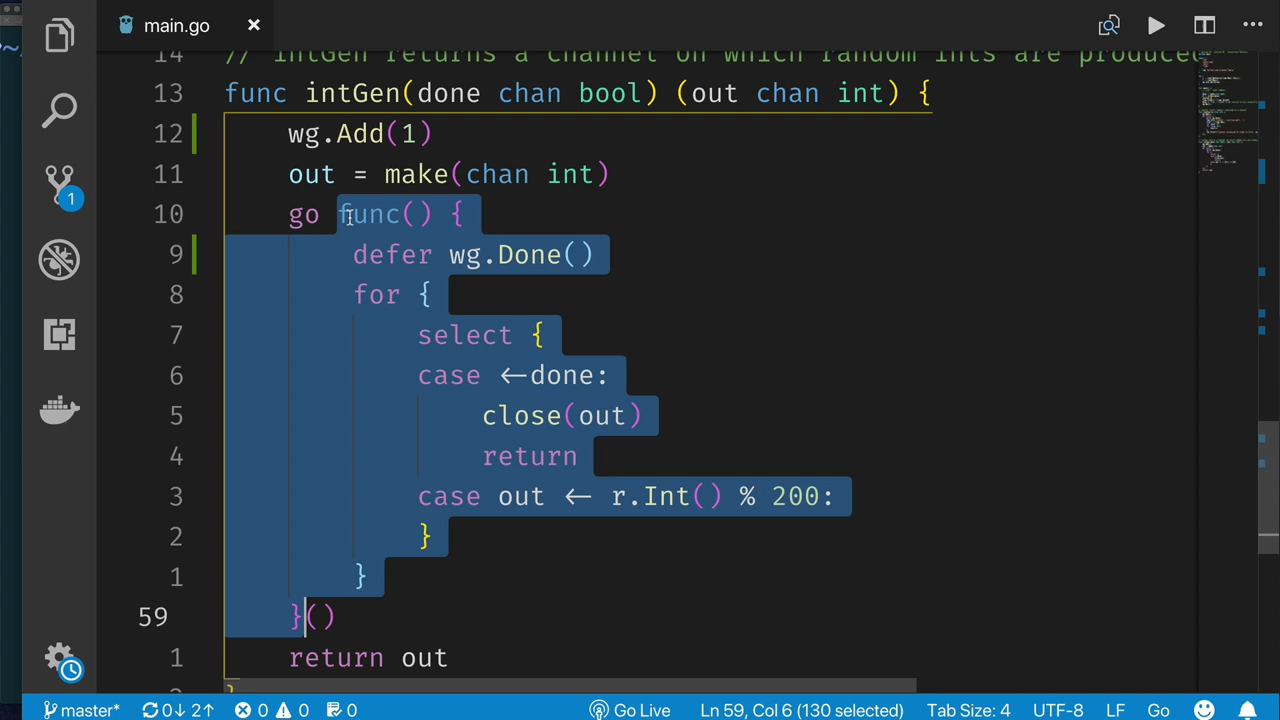 main.go
14 // intGen returns a channel on which random ints are produced
13 func intGen(done chan bool) (out chan int) {
12 wg.Add(1)
11 out = make(chan int)
10 go func() {
9 defer wg.Done()
8 for {
7 select {
6 case <-done:
5 close(out)
4 return
3 case out <- r.Int() % 200:
2 }
1 }
59 }()
1 return out
1
master* 0↓ 2↑ 0 0 0 Go Live Ln 59, Col 6 (130 selected) Tab Size: 4 UTF-8 LF Go